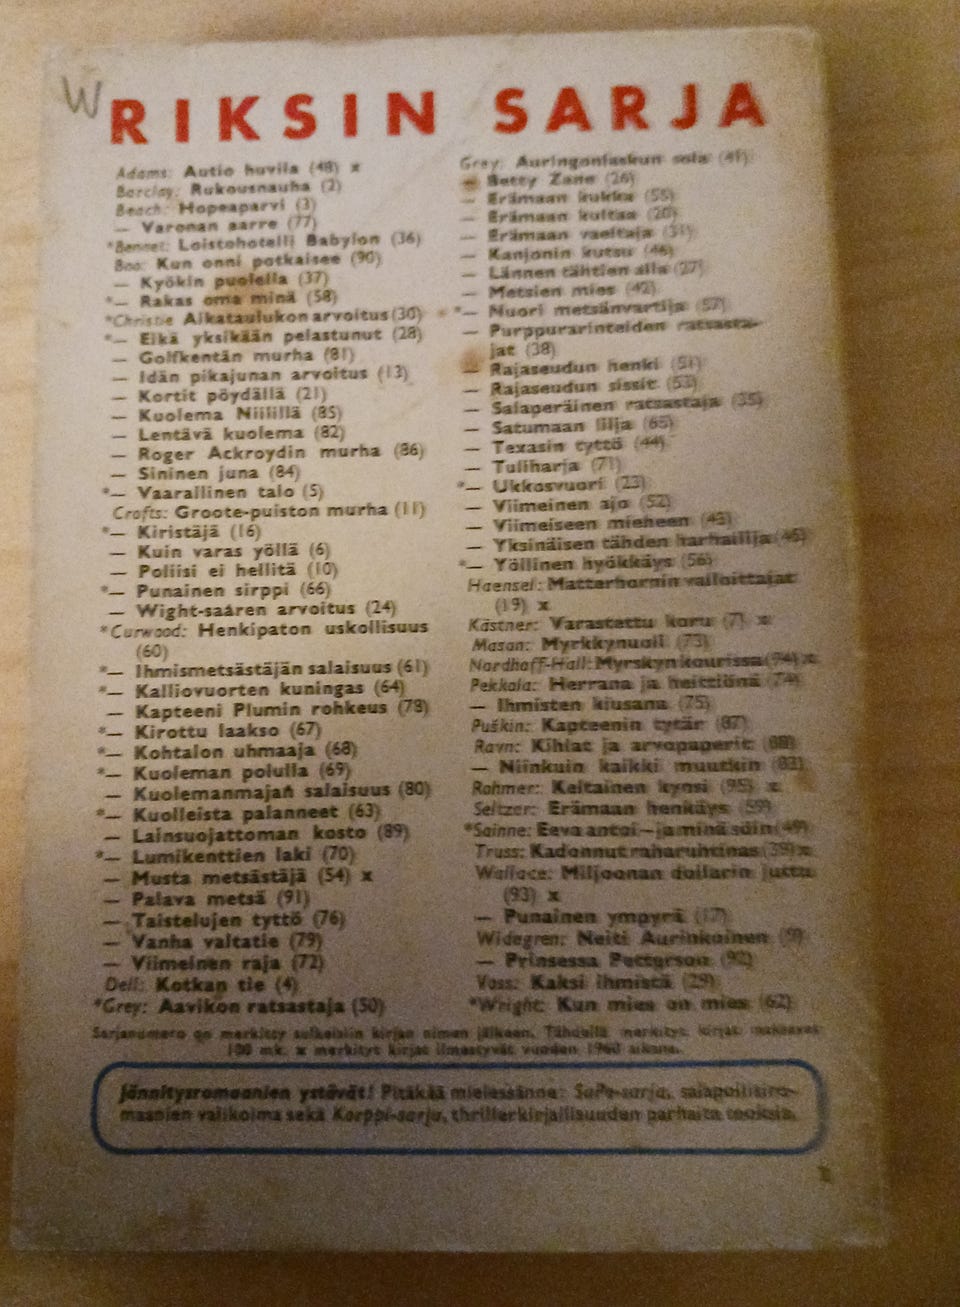 W
RIKSIN SARJA
Adams: Autio huvila (48) x
Barclay: Rukousnauha (2)
Beach: Hopeaparvi (3)
— Varonan aarre (77)
*Bennet: Loistohotelli Babylon (36)
Boo: Kun onni potkaisee (90)
— Kyökin puolella (37)
*— Rakas oma minä (58)
*Christie Aikataulukon arvoitus (30)
*— Eikä yksikään pelastunut (28)
— Golfkentän murha (81)
— Idän pikajunan arvoitus (13)
— Kortit pöydällä (21)
— Kuolema Niilillä (85)
— Lentävä kuolema (82)
— Roger Ackroydin murha (86)
— Sininen juna (84)
*— Vaarallinen talo (5)
Crofts: Groote-puiston murha (11)
*— Kiristäjä (16)
— Kuin varas yöllä (6)
— Poliisi ei hellitä (10)
*— Punainen sirppi (66)
— Wight-saaren arvoitus (24)
*Curwood: Henkipaton uskollisuus
(60)
*— Ihmismetsästäjän salaisuus (61)
*— Kalliovuorten kuningas (64)
— Kapteeni Plumin rohkeus (78)
*— Kirottu laakso (67)
*— Kohtalon uhmaaja (68)
*— Kuoleman polulla (69)
— Kuolemanmajan salaisuus (80)
*— Kuolleista palanneet (63)
— Lainsuojattoman kosto (89)
*— Lumikenttien laki (70)
— Musta metsästäjä (54) x
— Palava metsä (91)
— Taistelujen tyttö (76)
— Vanha valtatie (79)
— Viimeinen raja (72)
Dell: Kotkan tie (4)
*Grey: Aavikon ratsastaja (50)
Grey: Auringonlaskun sola (41)
— Betty Zane (26)
— Erämaan kukka (55)
— Erämaan kultaa (20)
— Erämaan vaeltaja (31)
— Kanjonin kutsu (46)
— Lännen tähtien alla (27)
— Metsien mies (42)
*— Nuori metsänvartija (57)
— Purppurarinteiden ratsasta-
jat (38)
— Rajaseudun henki (51)
— Rajaseudun sissit (53)
— Salaperäinen ratsastaja (35)
— Satumaan lilja (65)
— Texasin tyttö (44)
— Tuliharja (71)
*— Ukkosvuori (23)
— Viimeinen ajo (52)
— Viimeiseen mieheen (43)
— Yksinäisen tähden harhailija (45)
*— Yöllinen hyökkäys (56)
Haensel: Matterhornin valloittajat
(19) x
Kästner: Varastettu koru (7) x
Mason: Myrkkynuoli (73)
Nordhoff-Hall: Myrskyn kourissa (94) x
Pekkala: Herrana ja heittiönä (74)
— Ihmisten kiusana (75)
Puškin: Kapteenin tytär (87)
Ravn: Kihlat ja arvopaperit (88)
— Niinkuin kaikki muutkin (83)
Rohmer: Keltainen kynsi (95) x
Seltzer: Erämaan henkäys (59)
*Sainne: Eeva antoi — ja minä söin (49)
Truss: Kadonnut raharuhtinas (39) x
Wallace: Miljoonan dollarin juttu
(93) x
— Punainen ympyrä (17)
Widegren: Neiti Aurinkoinen (9)
— Prinsessa Pettersson (92)
Voss: Kaksi ihmistä (29)
*Wright: Kun mies on mies (62)
Sarjanumero on merkitty sulkeisiin kirjan nimen jälkeen. Tähdellä merkityt kirjat maksavat
100 mk. x merkityt kirjat ilmestyvät vuoden 1960 aikana.
Jännitysromaanien ystävät! Pitäkää mielessänne: SaPo-sarja, salapoliisiro-
maanien valikoima sekä Korppi-sarja, thrillerkirjallisuuden parhaita teoksia.